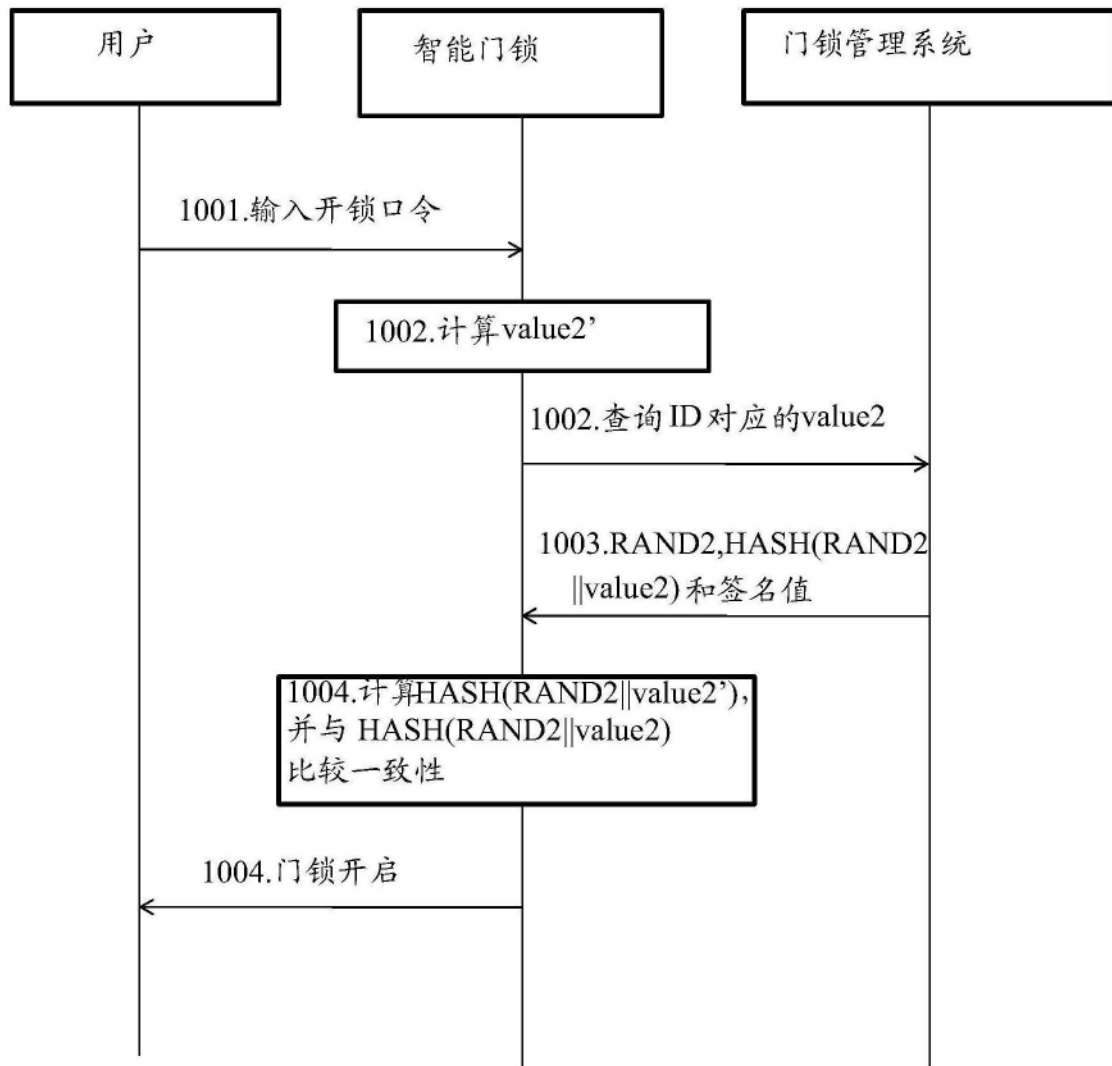 用户
智能门锁
门锁管理系统
1001.输入开锁口令
1002.计算value2’
1002.查询ID对应的value2
1003.RAND2,HASH(RAND2
||value2)和签名值
1004.计算HASH(RAND2||value2’)，
并与 HASH(RAND2||value2)
比较一致性
1004.门锁开启